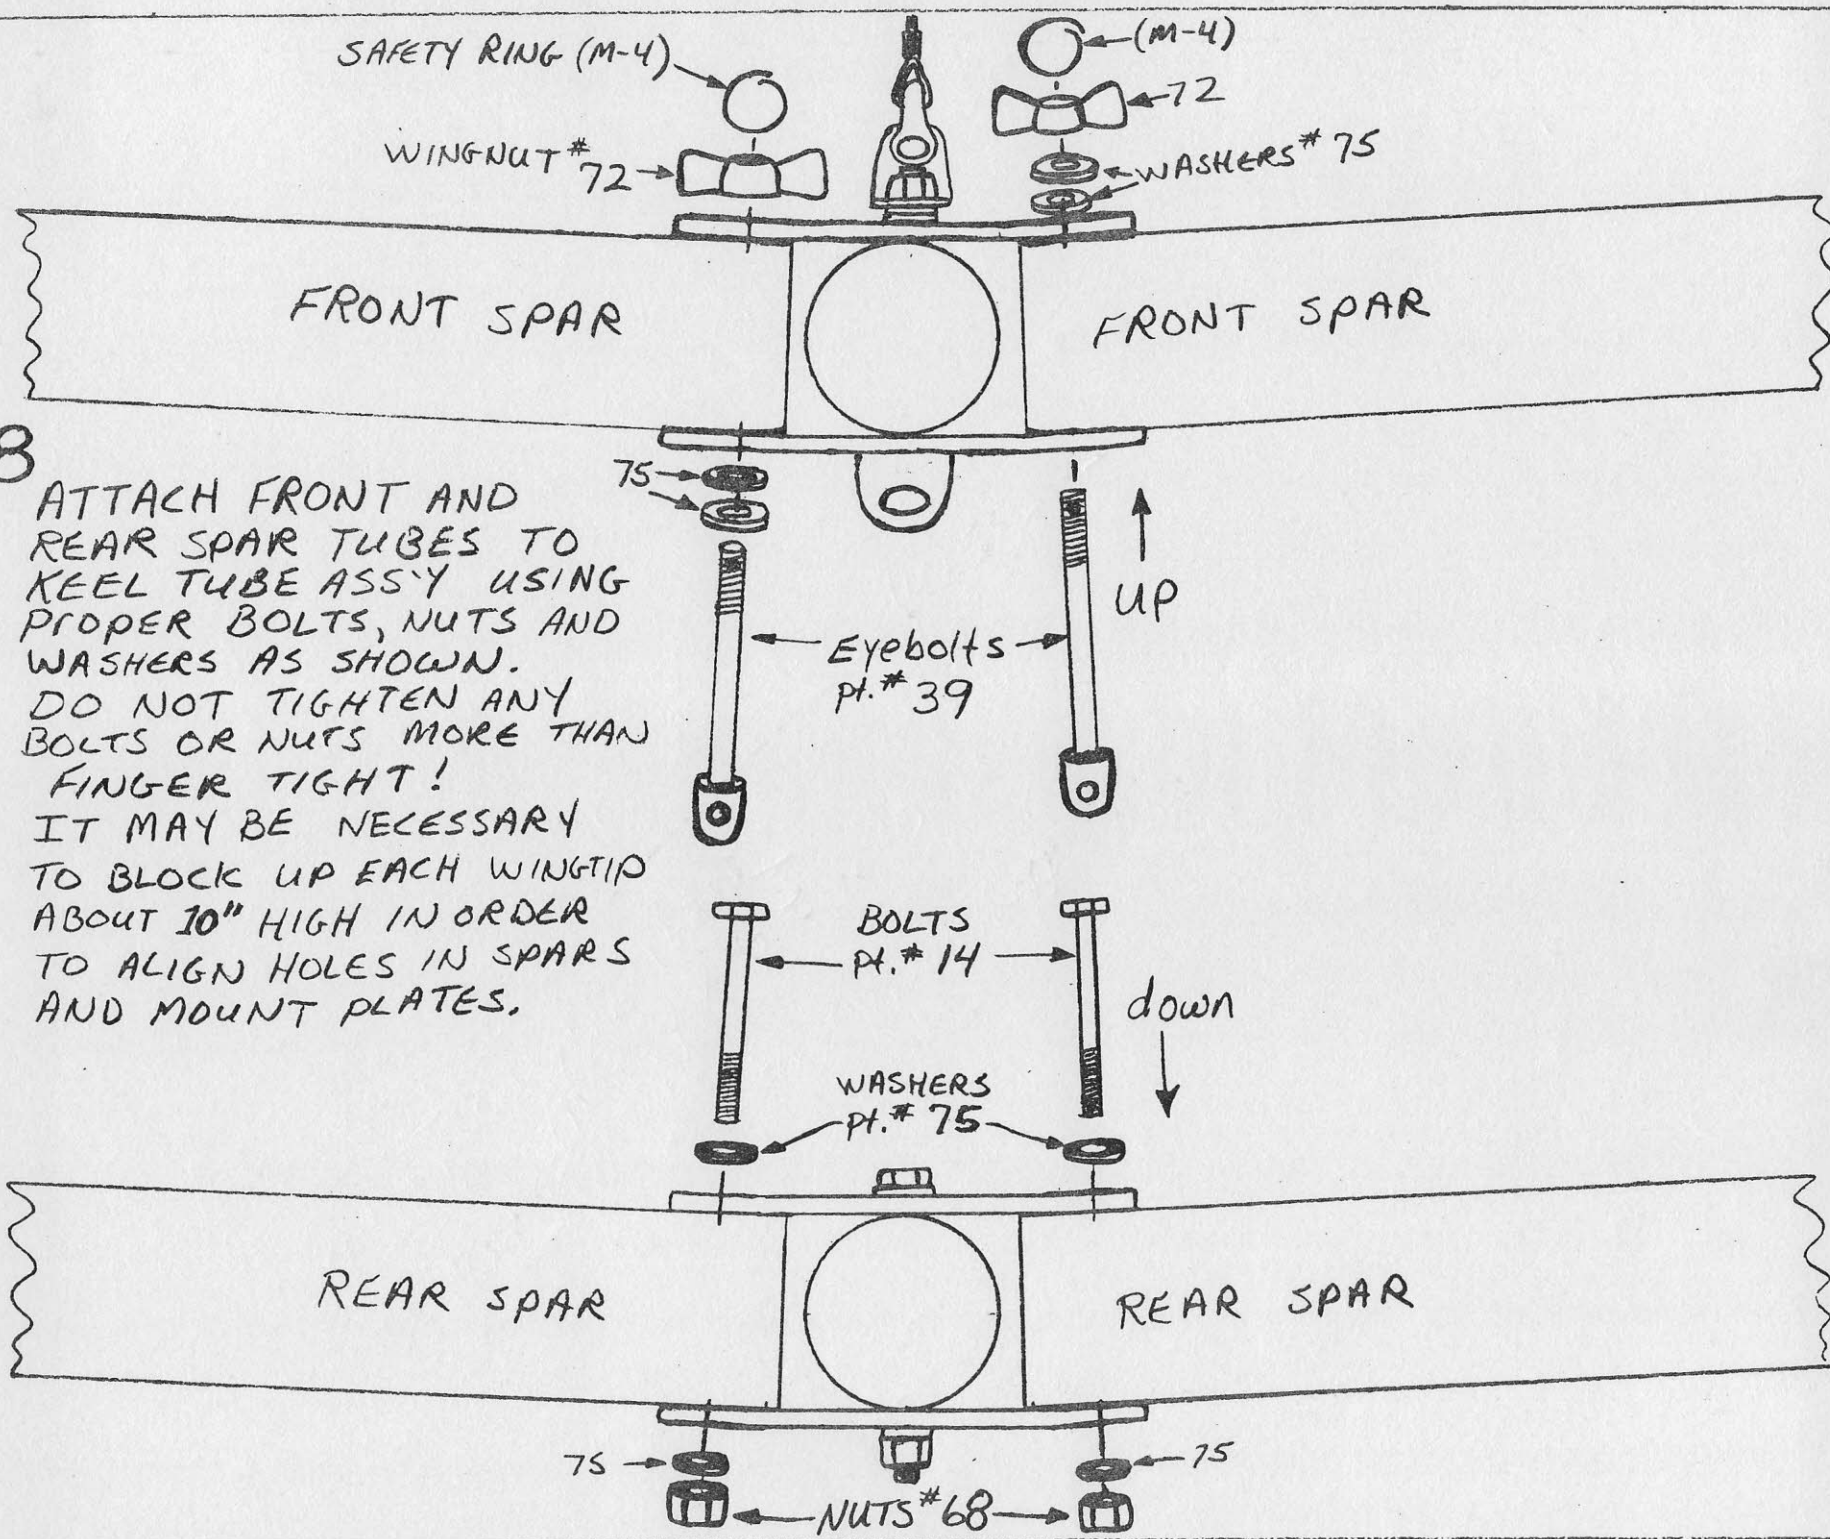 SAFETY RING (M-4)
(M-4)
72
WINGNUT #
72
WASHERS # 75
FRONT SPAR
FRONT SPAR
B
75
ATTACH FRONT AND
REAR SPAR TUBES TO
KEEL TUBE ASS'Y USING
PROPER BOLTS, NUTS AND
WASHERS AS SHOWN.
DO NOT TIGHTEN ANY
BOLTS OR NUTS MORE THAN
FINGER TIGHT!
IT MAY BE NECESSARY
TO BLOCK UP EACH WINGTIP
ABOUT 10" HIGH IN ORDER
TO ALIGN HOLES IN SPARS
AND MOUNT PLATES.
UP
Eyebolts
pt. # 39
BOLTS
pt. # 14
down
WASHERS
pt. # 75
REAR SPAR
REAR SPAR
75
75
NUTS # 68